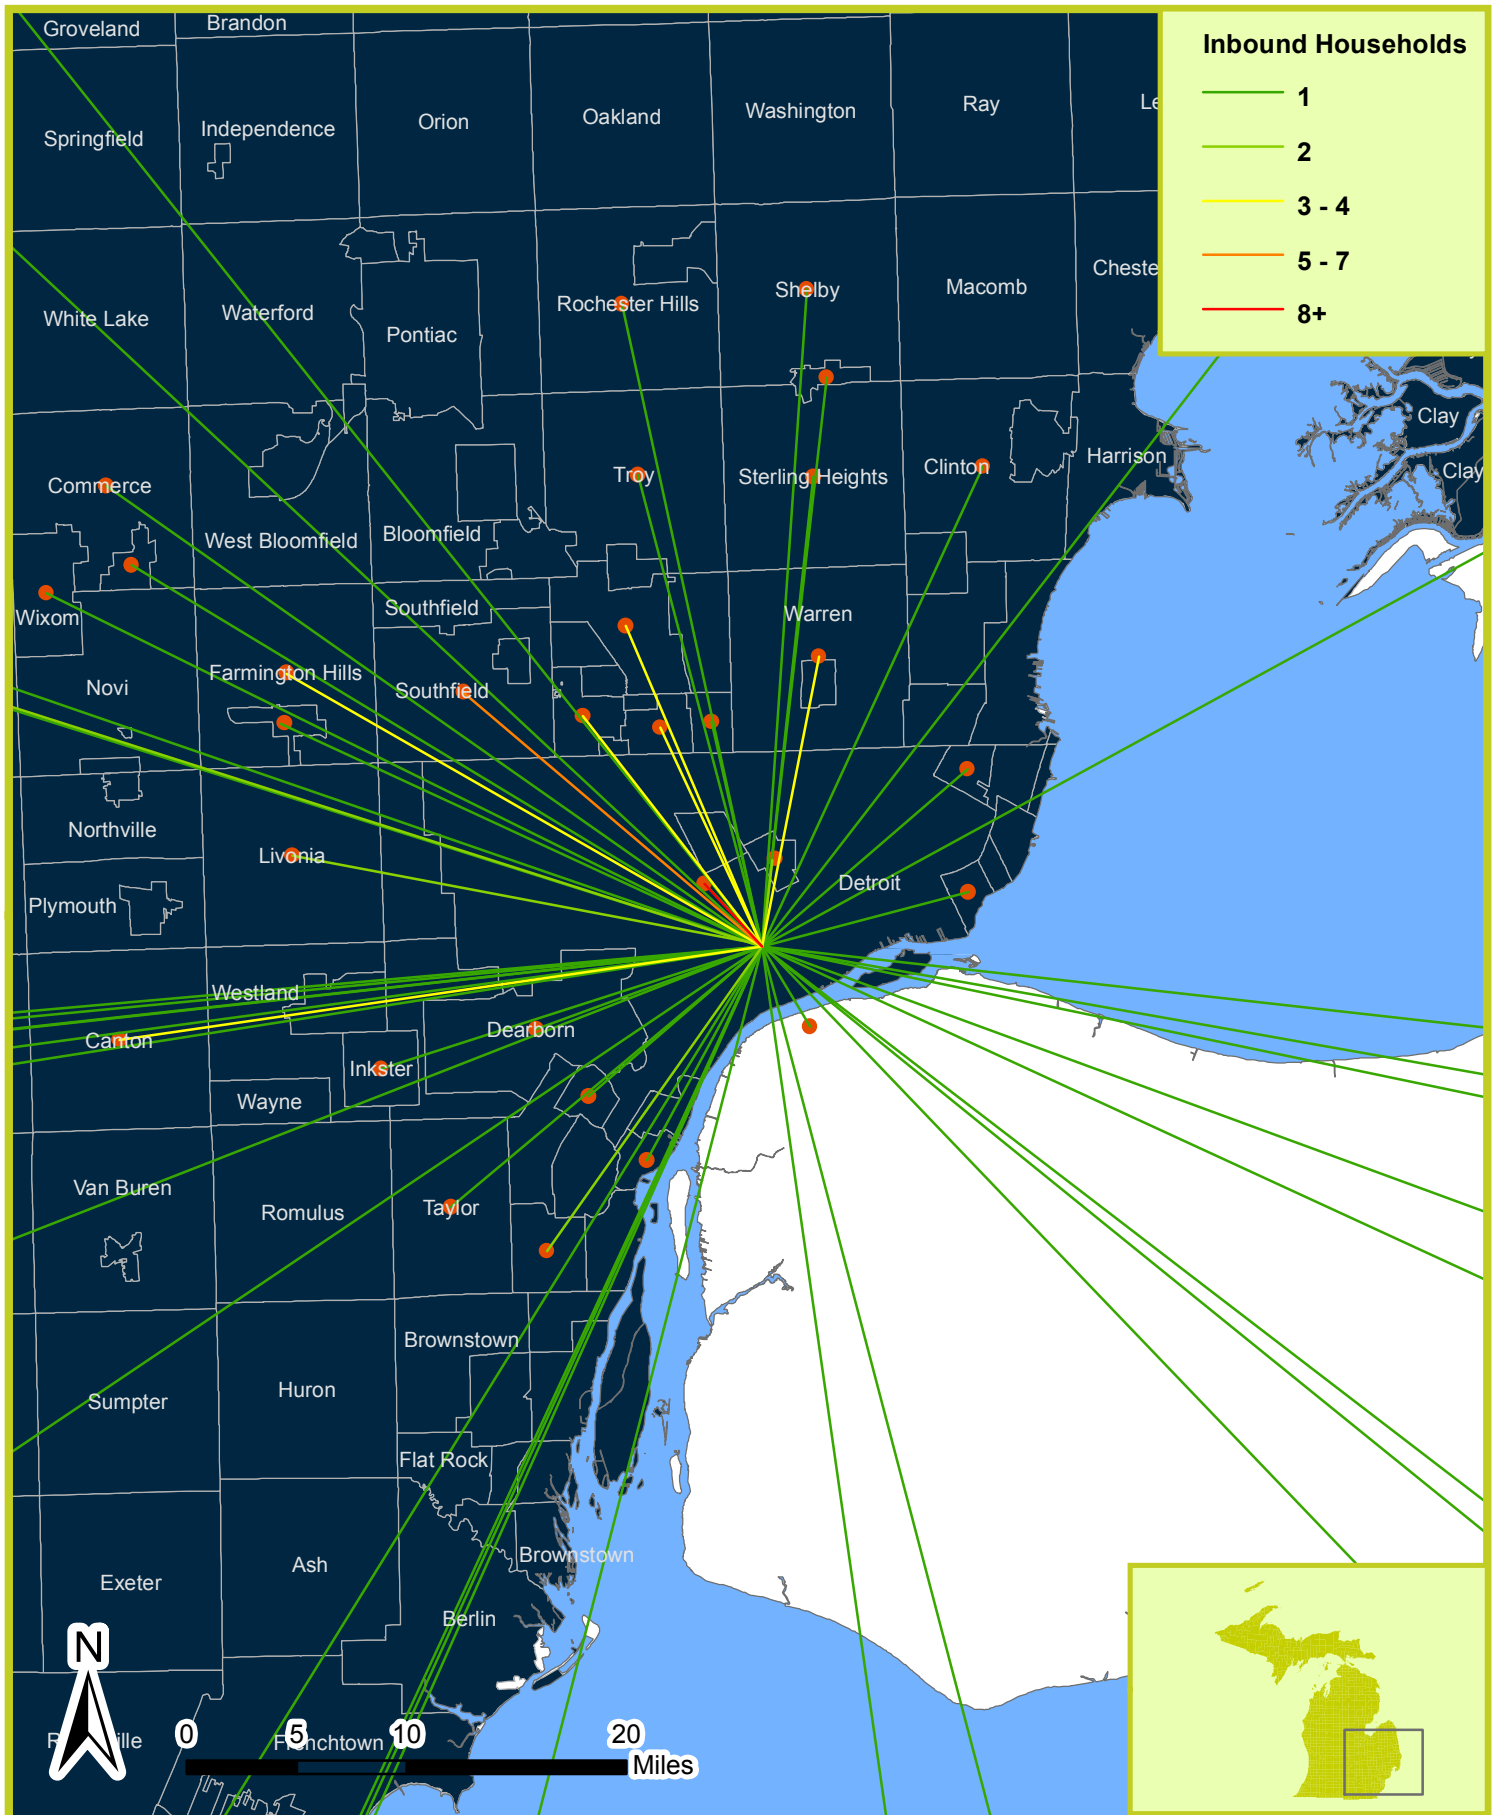 Groveland
Brandon
Inbound Households
1
2
3 - 4
5 - 7
8+
Springfield
Independence
Orion
Oakland
Washington
Ray
White Lake
Waterford
Pontiac
Rochester Hills
Shelby
Macomb
Cheste
Clay
Commerce
West Bloomfield
Bloomfield
Troy
Sterling Heights
Clinton
Harrison
Clay
Wixom
Southfield
Warren
Novi
Farmington Hills
Southfield
Northville
Livonia
Plymouth
Detroit
Westland
Canton
Dearborn
Inkster
Wayne
Van Buren
Romulus
Taylor
Brownstown
Sumpter
Huron
Flat Rock
Exeter
Ash
Brownstown
Berlin
N
Frenchtown
0 5 10 20
Miles